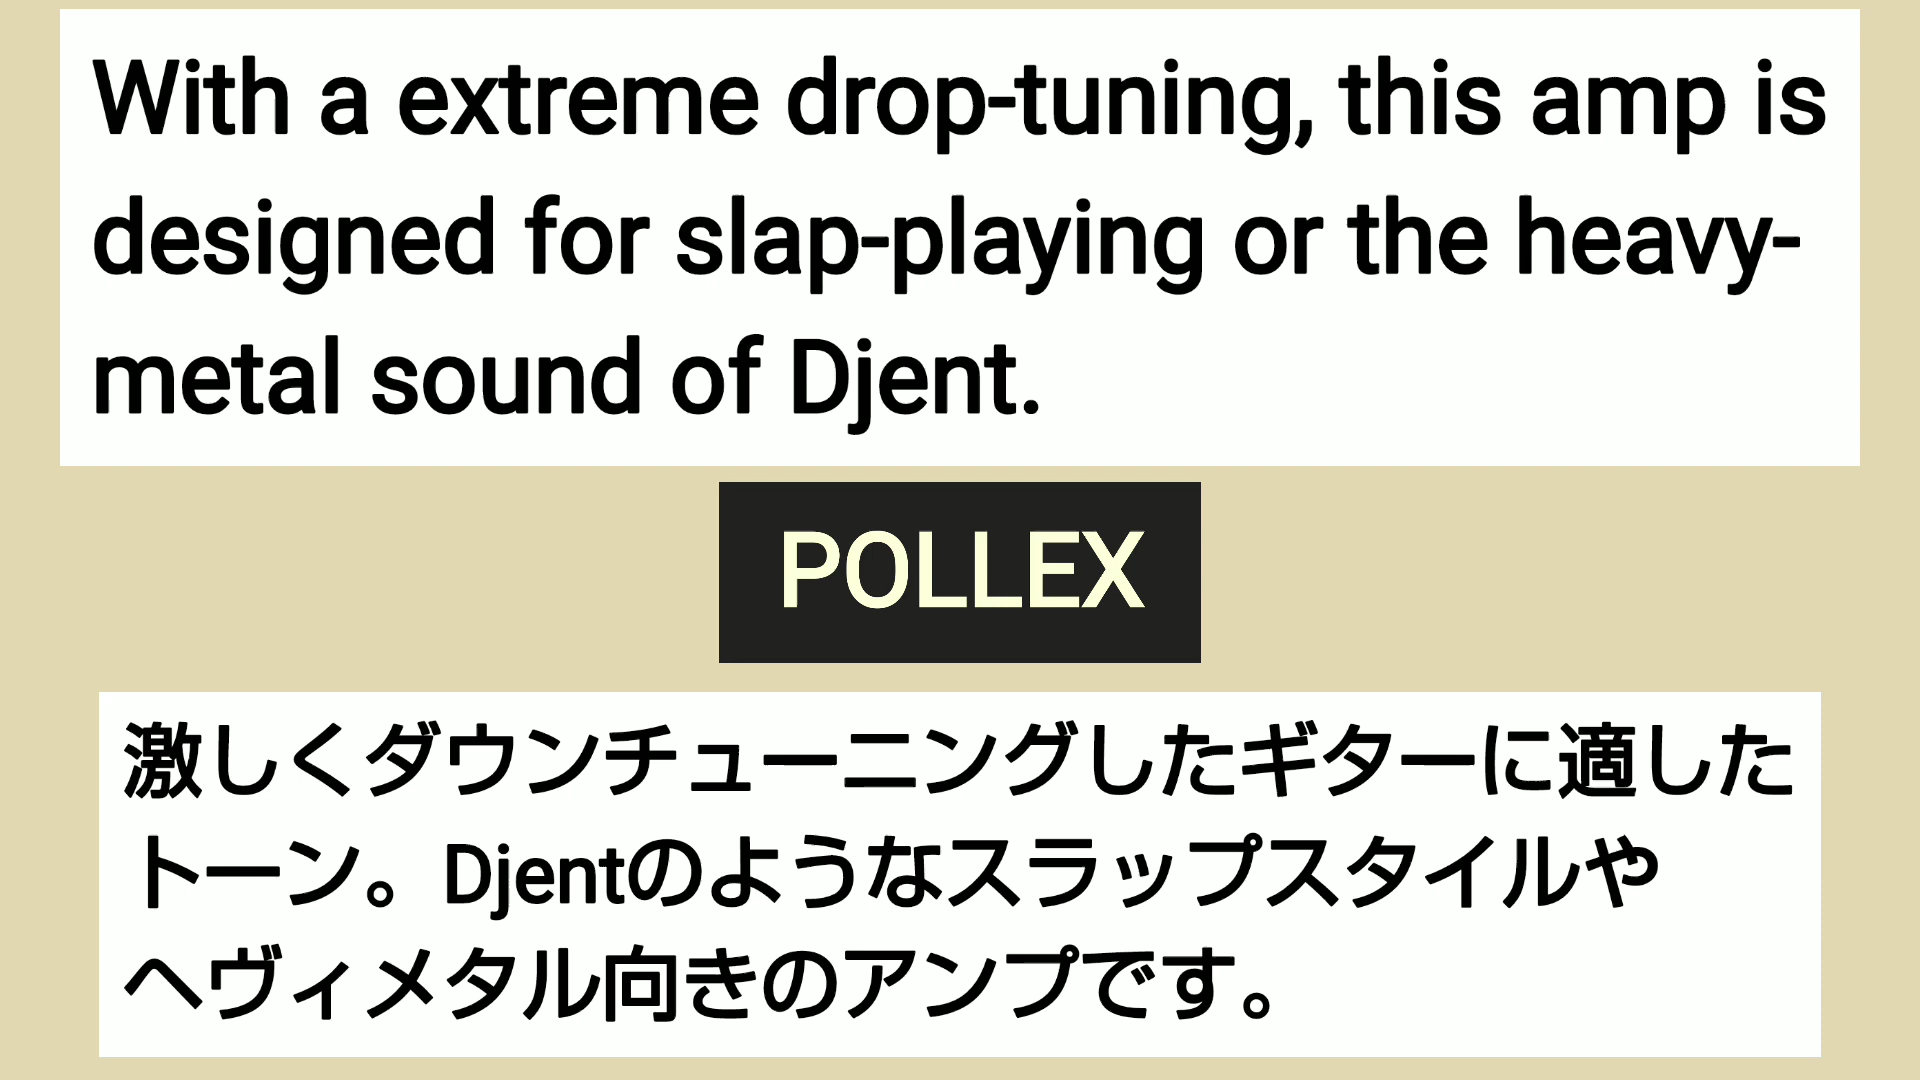 With a extreme drop-tuning, this amp is
designed for slap-playing or the heavy-
metal sound of Djent.
POLLEX
激しくダウンチューニングしたギターに適した
トーン。Djentのようなスラップスタイルや
ヘヴィメタル向きのアンプです。